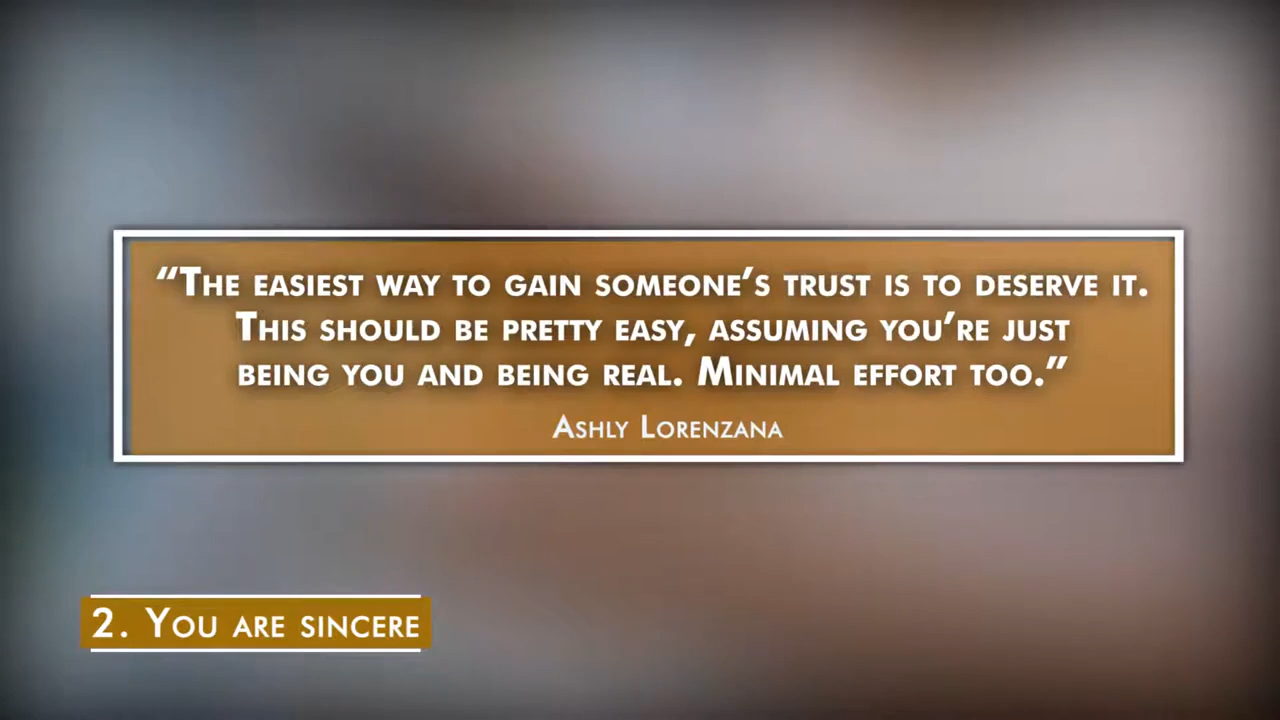 “The easiest way to gain someone’s trust is to deserve it.
This should be pretty easy, assuming you’re just
being you and being real. Minimal effort too.”
Ashly Lorenzana
2. You are sincere